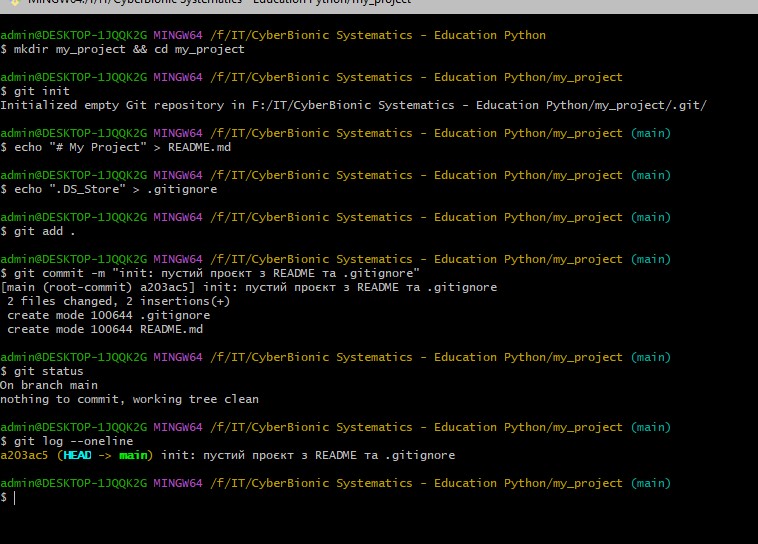 MINGW64:/f/IT/CyberBionic Systematics - Education Python/my_project
admin@DESKTOP-1JQQK2G MINGW64 /f/IT/CyberBionic Systematics - Education Python
$ mkdir my_project && cd my_project
admin@DESKTOP-1JQQK2G MINGW64 /f/IT/CyberBionic Systematics - Education Python/my_project
$ git init
Initialized empty Git repository in F:/IT/CyberBionic Systematics - Education Python/my_project/.git/
admin@DESKTOP-1JQQK2G MINGW64 /f/IT/CyberBionic Systematics - Education Python/my_project (main)
$ echo "# My Project" > README.md
admin@DESKTOP-1JQQK2G MINGW64 /f/IT/CyberBionic Systematics - Education Python/my_project (main)
$ echo ".DS_Store" > .gitignore
admin@DESKTOP-1JQQK2G MINGW64 /f/IT/CyberBionic Systematics - Education Python/my_project (main)
$ git add .
admin@DESKTOP-1JQQK2G MINGW64 /f/IT/CyberBionic Systematics - Education Python/my_project (main)
$ git commit -m "init: пустий проєкт з README та .gitignore"
[main (root-commit) a203ac5] init: пустий проєкт з README та .gitignore
2 files changed, 2 insertions(+)
create mode 100644 .gitignore
create mode 100644 README.md
admin@DESKTOP-1JQQK2G MINGW64 /f/IT/CyberBionic Systematics - Education Python/my_project (main)
$ git status
On branch main
nothing to commit, working tree clean
admin@DESKTOP-1JQQK2G MINGW64 /f/IT/CyberBionic Systematics - Education Python/my_project (main)
$ git log --oneline
a203ac5 (HEAD -> main) init: пустий проєкт з README та .gitignore
admin@DESKTOP-1JQQK2G MINGW64 /f/IT/CyberBionic Systematics - Education Python/my_project (main)
$